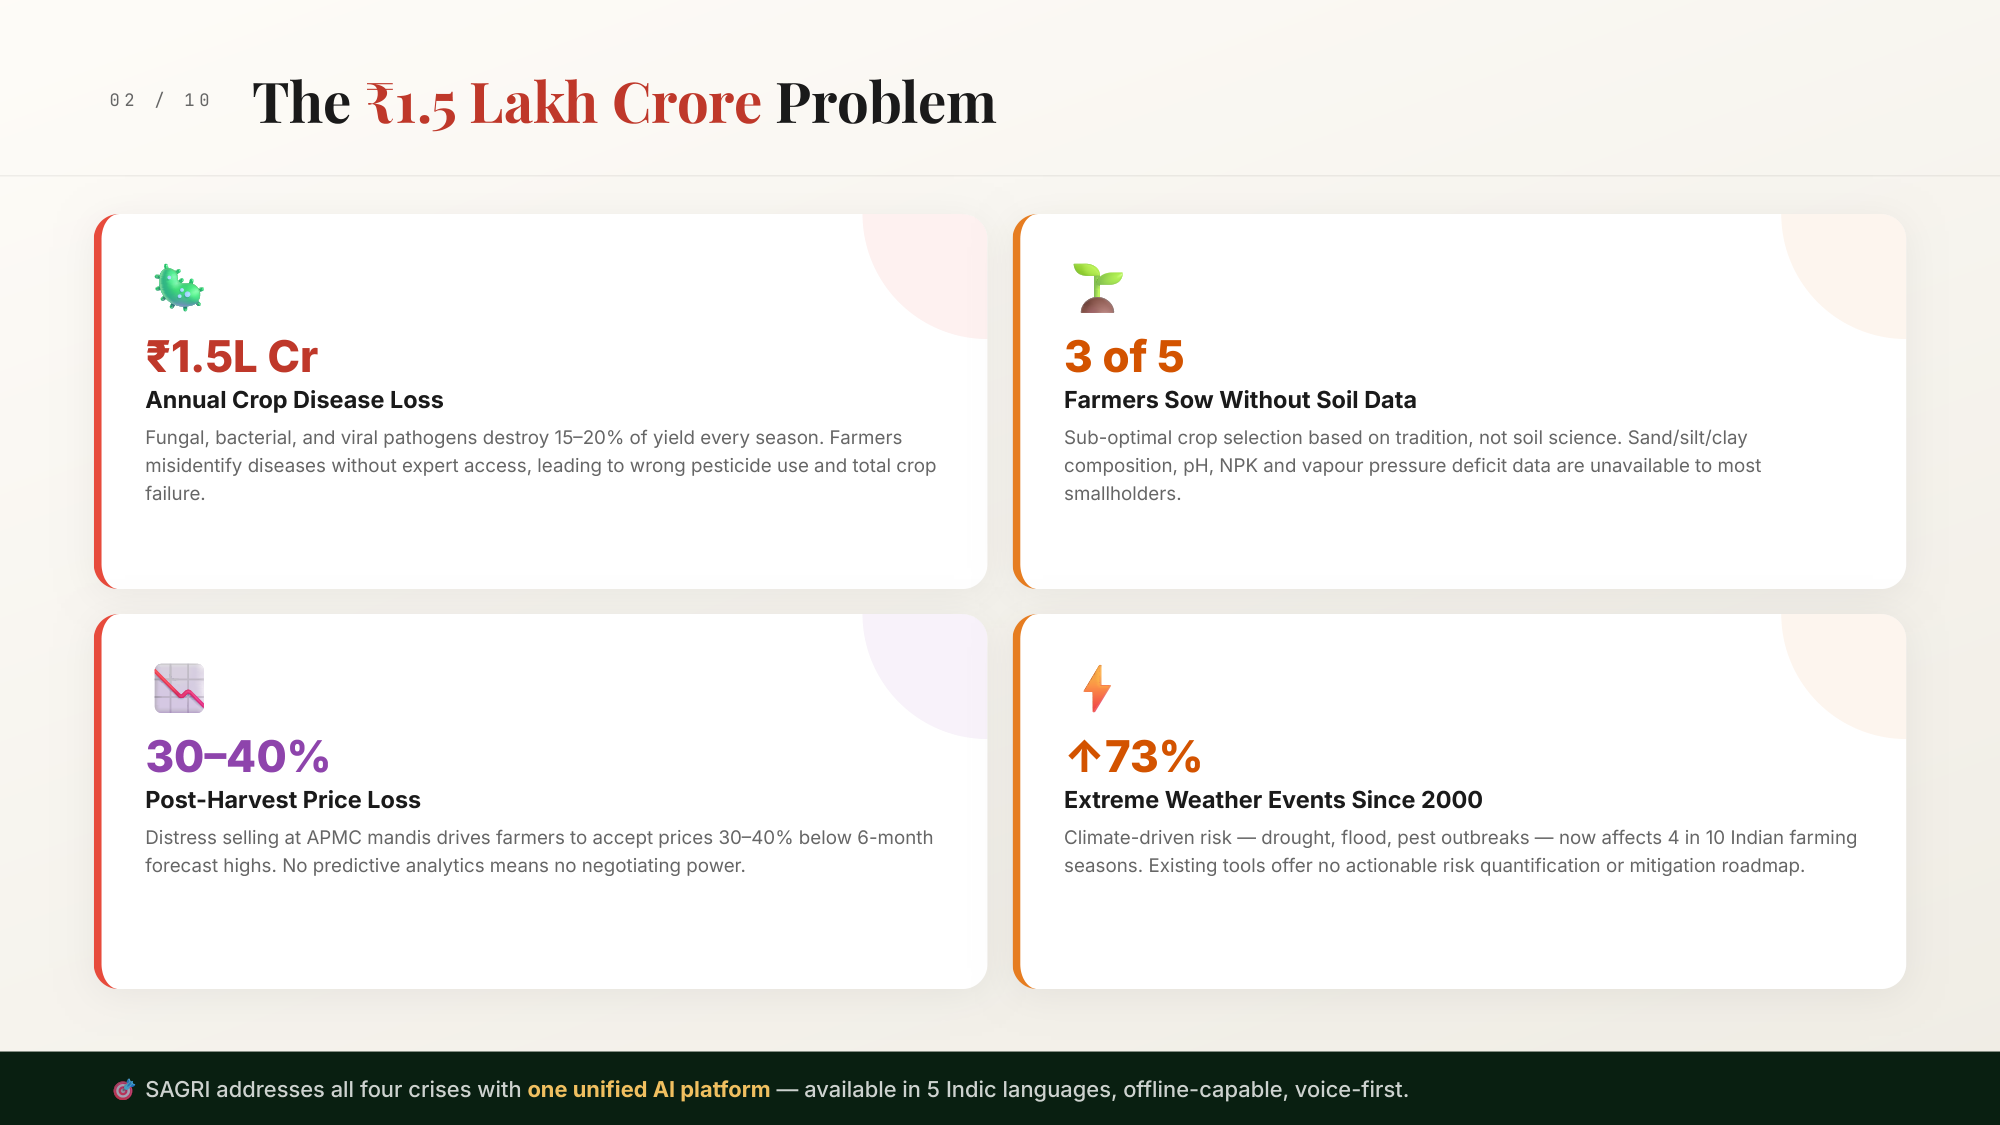 02 / 10
The ₹1.5 Lakh Crore Problem
₹1.5L Cr
Annual Crop Disease Loss
Fungal, bacterial, and viral pathogens destroy 15–20% of yield every season. Farmers
misidentify diseases without expert access, leading to wrong pesticide use and total crop
failure.
3 of 5
Farmers Sow Without Soil Data
Sub-optimal crop selection based on tradition, not soil science. Sand/silt/clay
composition, pH, NPK and vapour pressure deficit data are unavailable to most
smallholders.
30–40%
Post-Harvest Price Loss
Distress selling at APMC mandis drives farmers to accept prices 30–40% below 6-month
forecast highs. No predictive analytics means no negotiating power.
↑73%
Extreme Weather Events Since 2000
Climate-driven risk — drought, flood, pest outbreaks — now affects 4 in 10 Indian farming
seasons. Existing tools offer no actionable risk quantification or mitigation roadmap.
SAGRI addresses all four crises with one unified AI platform — available in 5 Indic languages, offline-capable, voice-first.